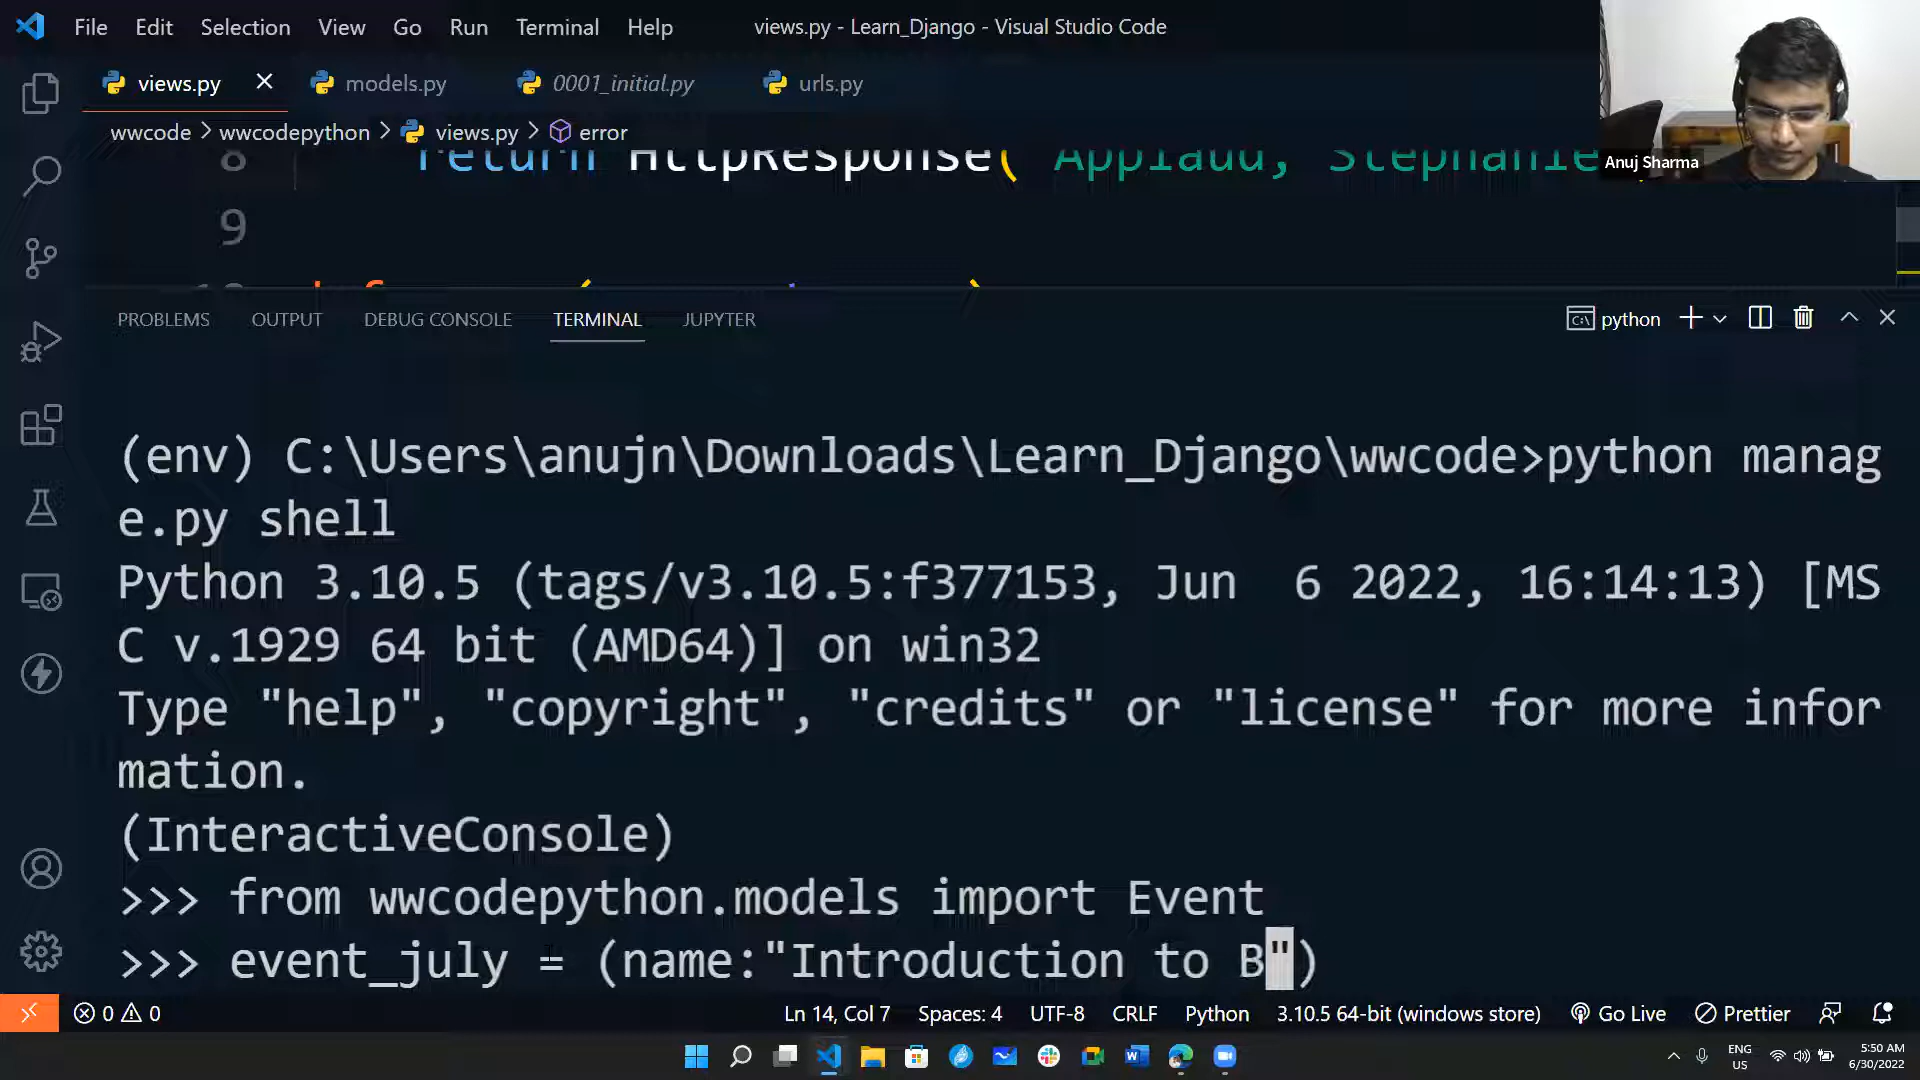 File Edit Selection View Go Run Terminal Help views.py - Learn_Django - Visual Studio Code
views.py models.py 0001_initial.py urls.py
wwcode > wwcodepython > views.py > error
8 return HttpResponse( Applaud, Stephanie
Anuj Sharma
9
PROBLEMS OUTPUT DEBUG CONSOLE TERMINAL JUPYTER python
(env) C:\Users\anujn\Downloads\Learn_Django\wwcode>python manag
e.py shell
Python 3.10.5 (tags/v3.10.5:f377153, Jun  6 2022, 16:14:13) [MS
C v.1929 64 bit (AMD64)] on win32
Type "help", "copyright", "credits" or "license" for more infor
mation.
(InteractiveConsole)
>>> from wwcodepython.models import Event
>>> event_july = (name:"Introduction to B")
0 0 Ln 14, Col 7 Spaces: 4 UTF-8 CRLF Python 3.10.5 64-bit (windows store) Go Live Prettier
ENG US 5:50 AM
6/30/2022